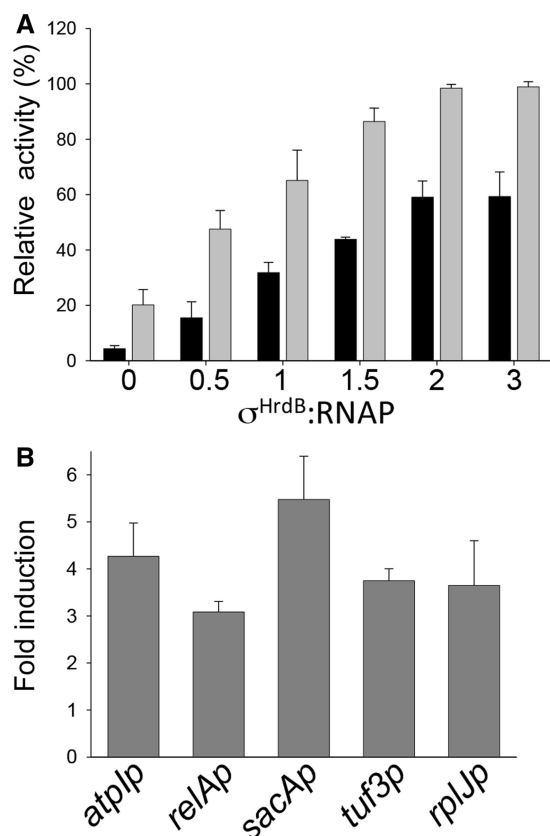 A
Relative activity (%)
120
100
80
60
40
20
0
0 0.5 1 1.5 2 3
σ^HrdB:RNAP
B
Fold induction
6
5
4
3
2
1
0
atpIp relAp sacAp tuf3p rplJp